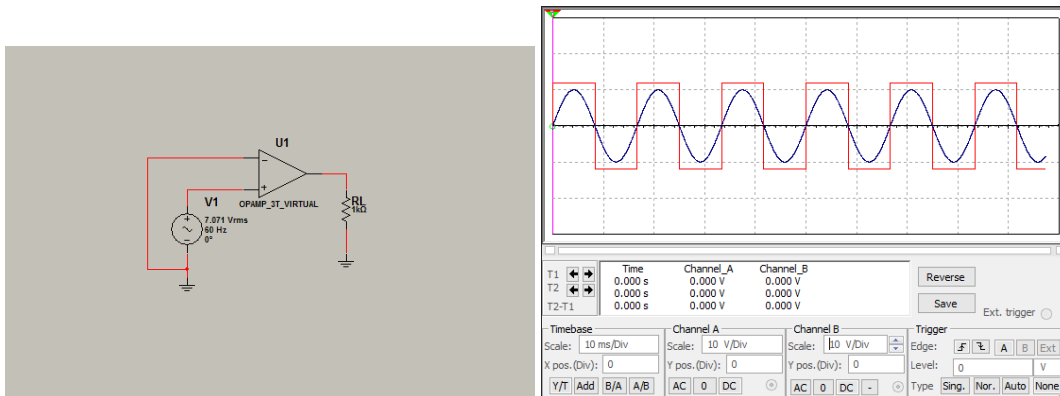 U1
OPAMP_3T_VIRTUAL
V1
7.071 Vrms
60 Hz
0°
RL
1kΩ
T1
T2
T2-T1
Time Channel_A Channel_B
0.000 s 0.000 V 0.000 V
0.000 s 0.000 V 0.000 V
0.000 s 0.000 V 0.000 V
Reverse
Save
Ext. trigger
Timebase
Scale: 10 ms/Div
X pos.(Div): 0
Y/T Add B/A A/B
Channel A
Scale: 10 V/Div
Y pos.(Div): 0
AC 0 DC
Channel B
Scale: 10 V/Div
Y pos.(Div): 0
AC 0 DC -
Trigger
Edge: A B Ext
Level: 0 V
Type Sing. Nor. Auto None